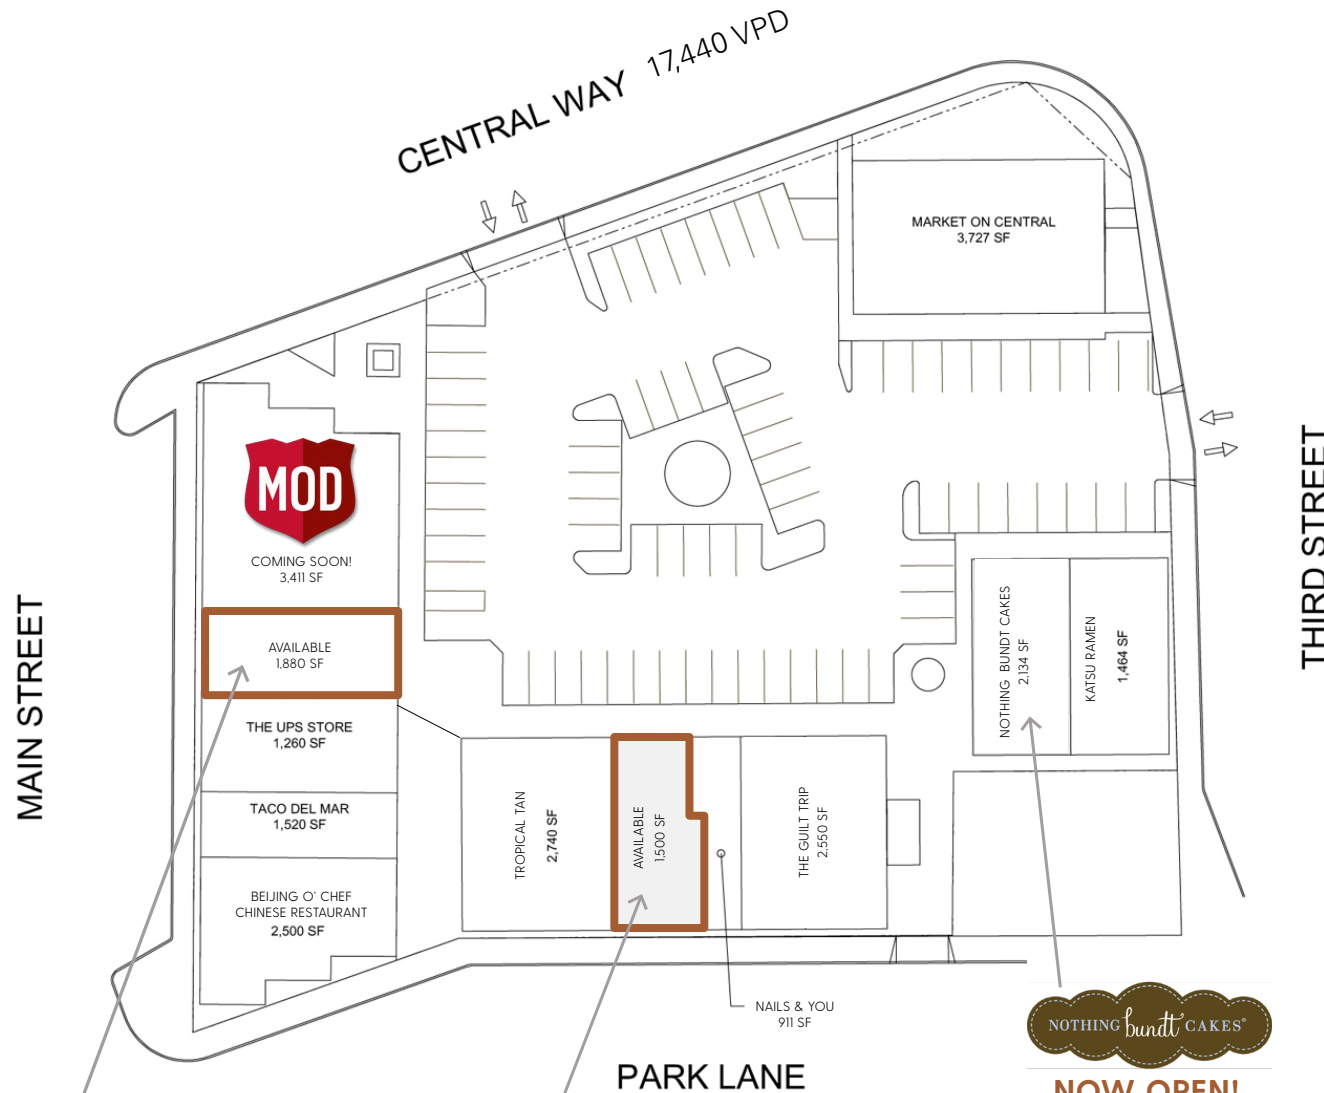 17,440 VPD
CENTRAL WAY
MARKET ON CENTRAL
3,727 SF
MOD
COMING SOON!
3,411 SF
AVAILABLE
1,880 SF
THE UPS STORE
1,260 SF
TACO DEL MAR
1,520 SF
BEIJING O' CHEF
CHINESE RESTAURANT
2,500 SF
MAIN STREET
TROPICAL TAN
2,740 SF
AVAILABLE
1,500 SF
THE GUILT TRIP
2,550 SF
NAILS & YOU
911 SF
NOTHING BUNDT CAKES
2,134 SF
KATSU RAMEN
1,464 SF
THIRD STREET
PARK LANE
NOTHING bundt CAKES®
NOW OPEN!